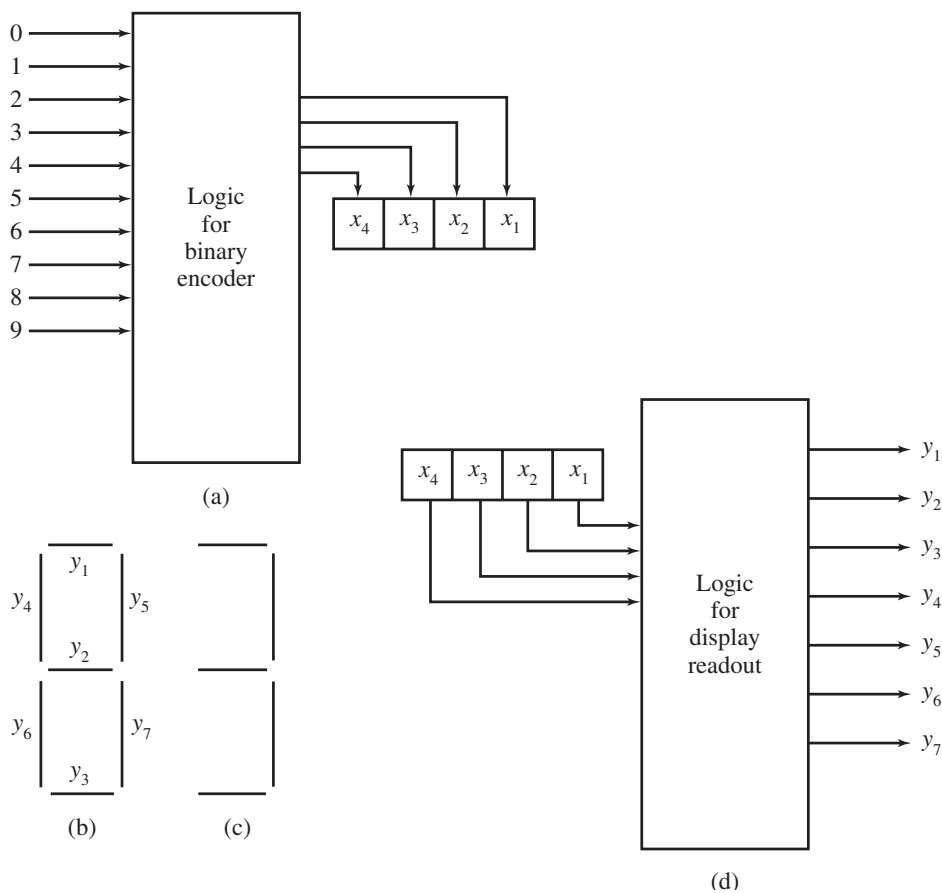 0
1
2
3
4
5
6
7
8
9
Logic
for
binary
encoder
x4 x3 x2 x1
(a)
x4 x3 x2 x1
Logic
for
display
readout
y1
y2
y3
y4
y5
y6
y7
y1
y4 y5
y2
y6 y7
y3
(b) (c)
(d)